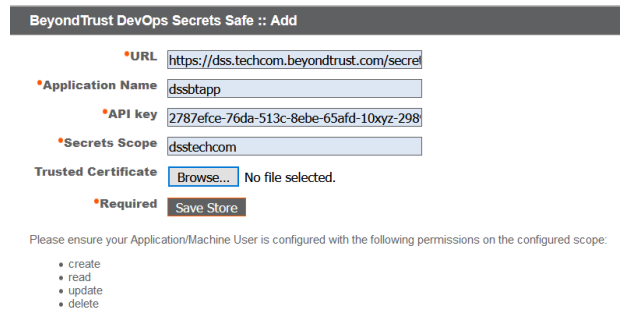 BeyondTrust DevOps Secrets Safe :: Add
•URL https://dss.techcom.beyondtrust.com/secret
•Application Name dssbtapp
•API key 2787efce-76da-513c-8ebe-65afd-10xyz-298
•Secrets Scope dsstechcom
Trusted Certificate Browse... No file selected.
•Required Save Store
Please ensure your Application/Machine User is configured with the following permissions on the configured scope:
• create
• read
• update
• delete